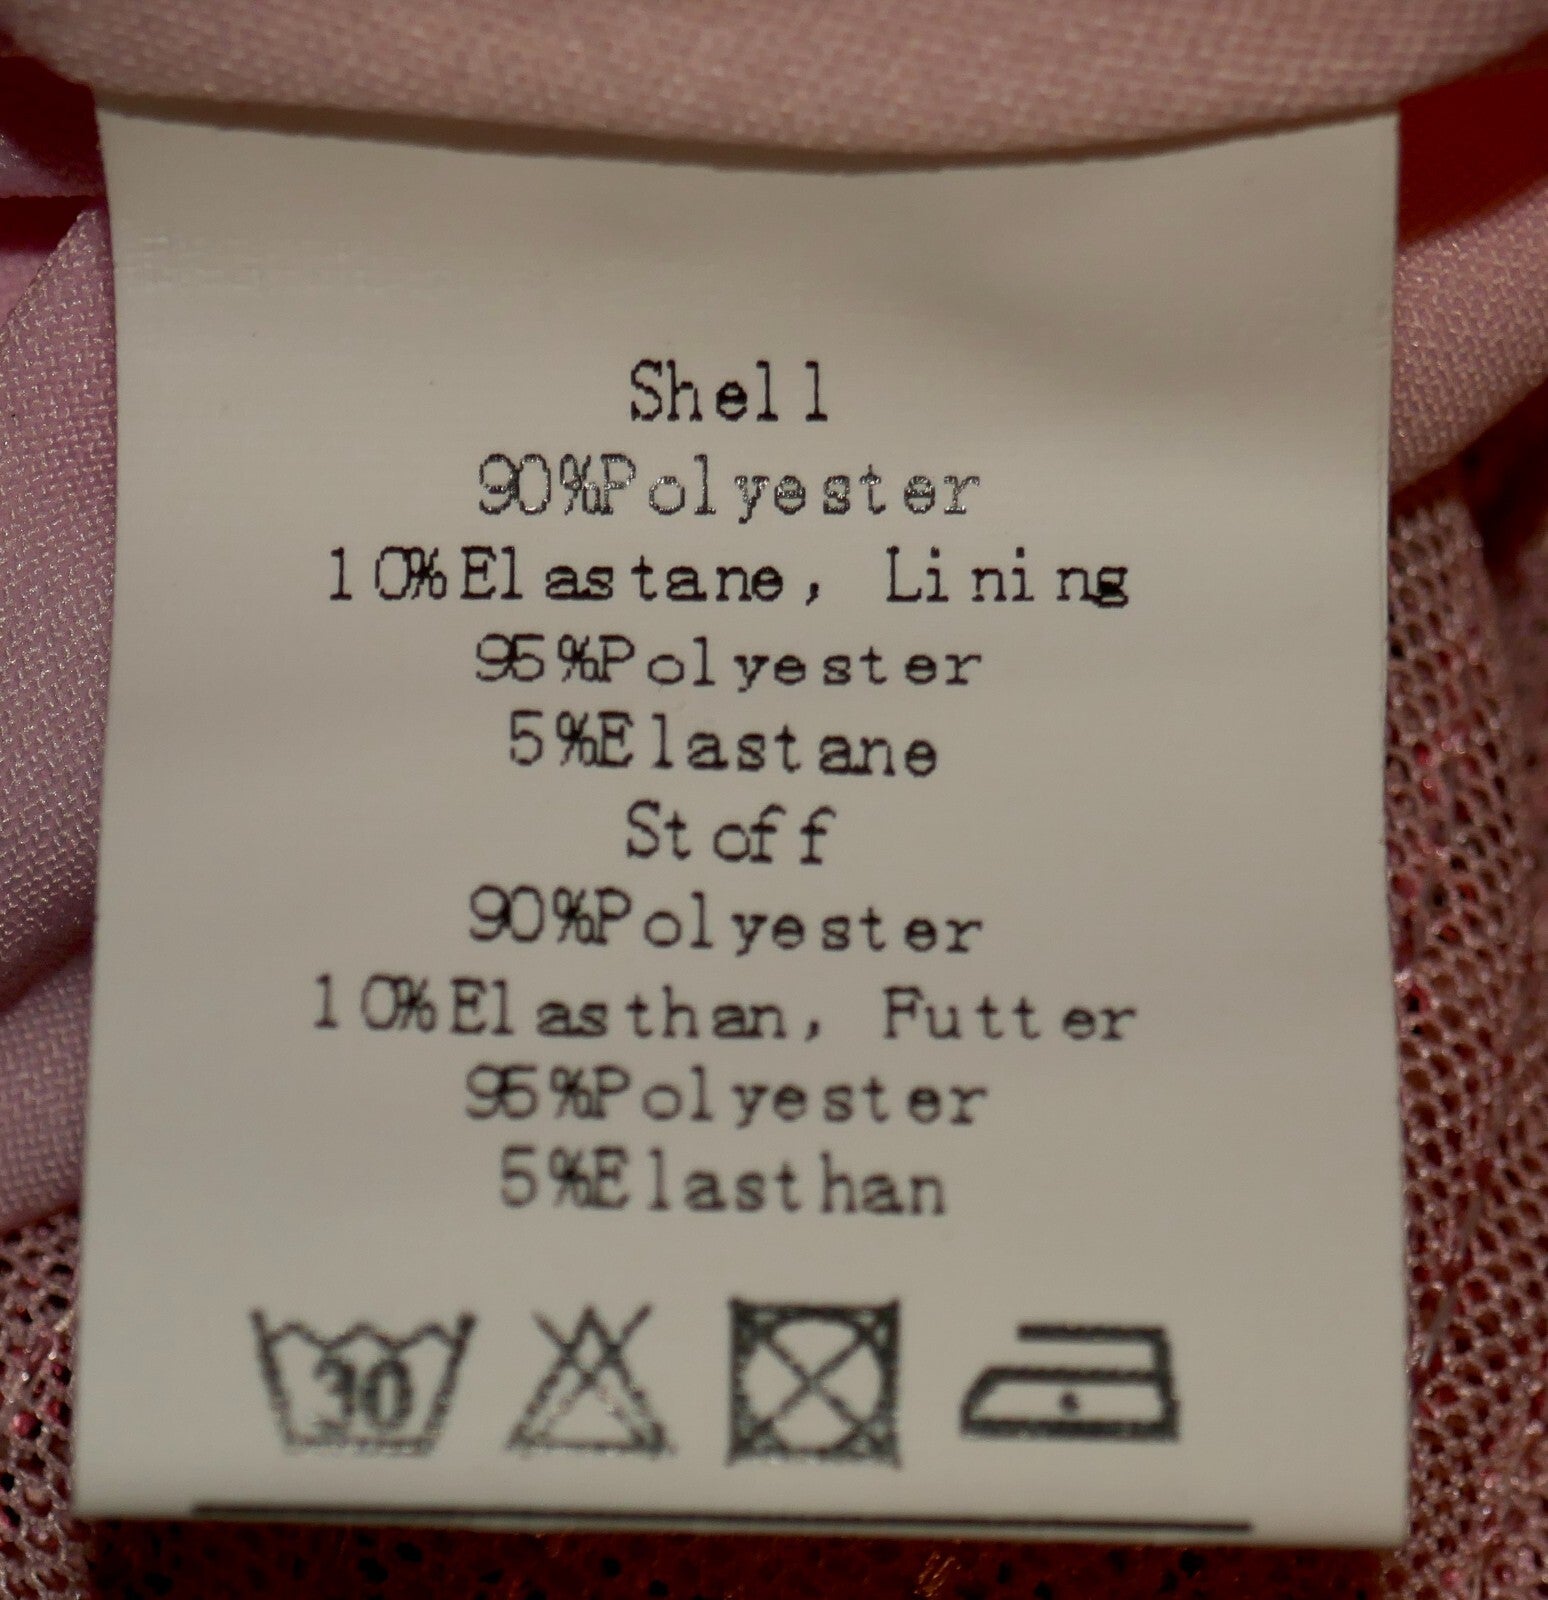 Shell
90%Polyester
10%Elastane, Lining
95%Polyester
5%Elastane
Stoff
90%Polyester
10%Elasthan, Futter
95%Polyester
5%Elasthan
30